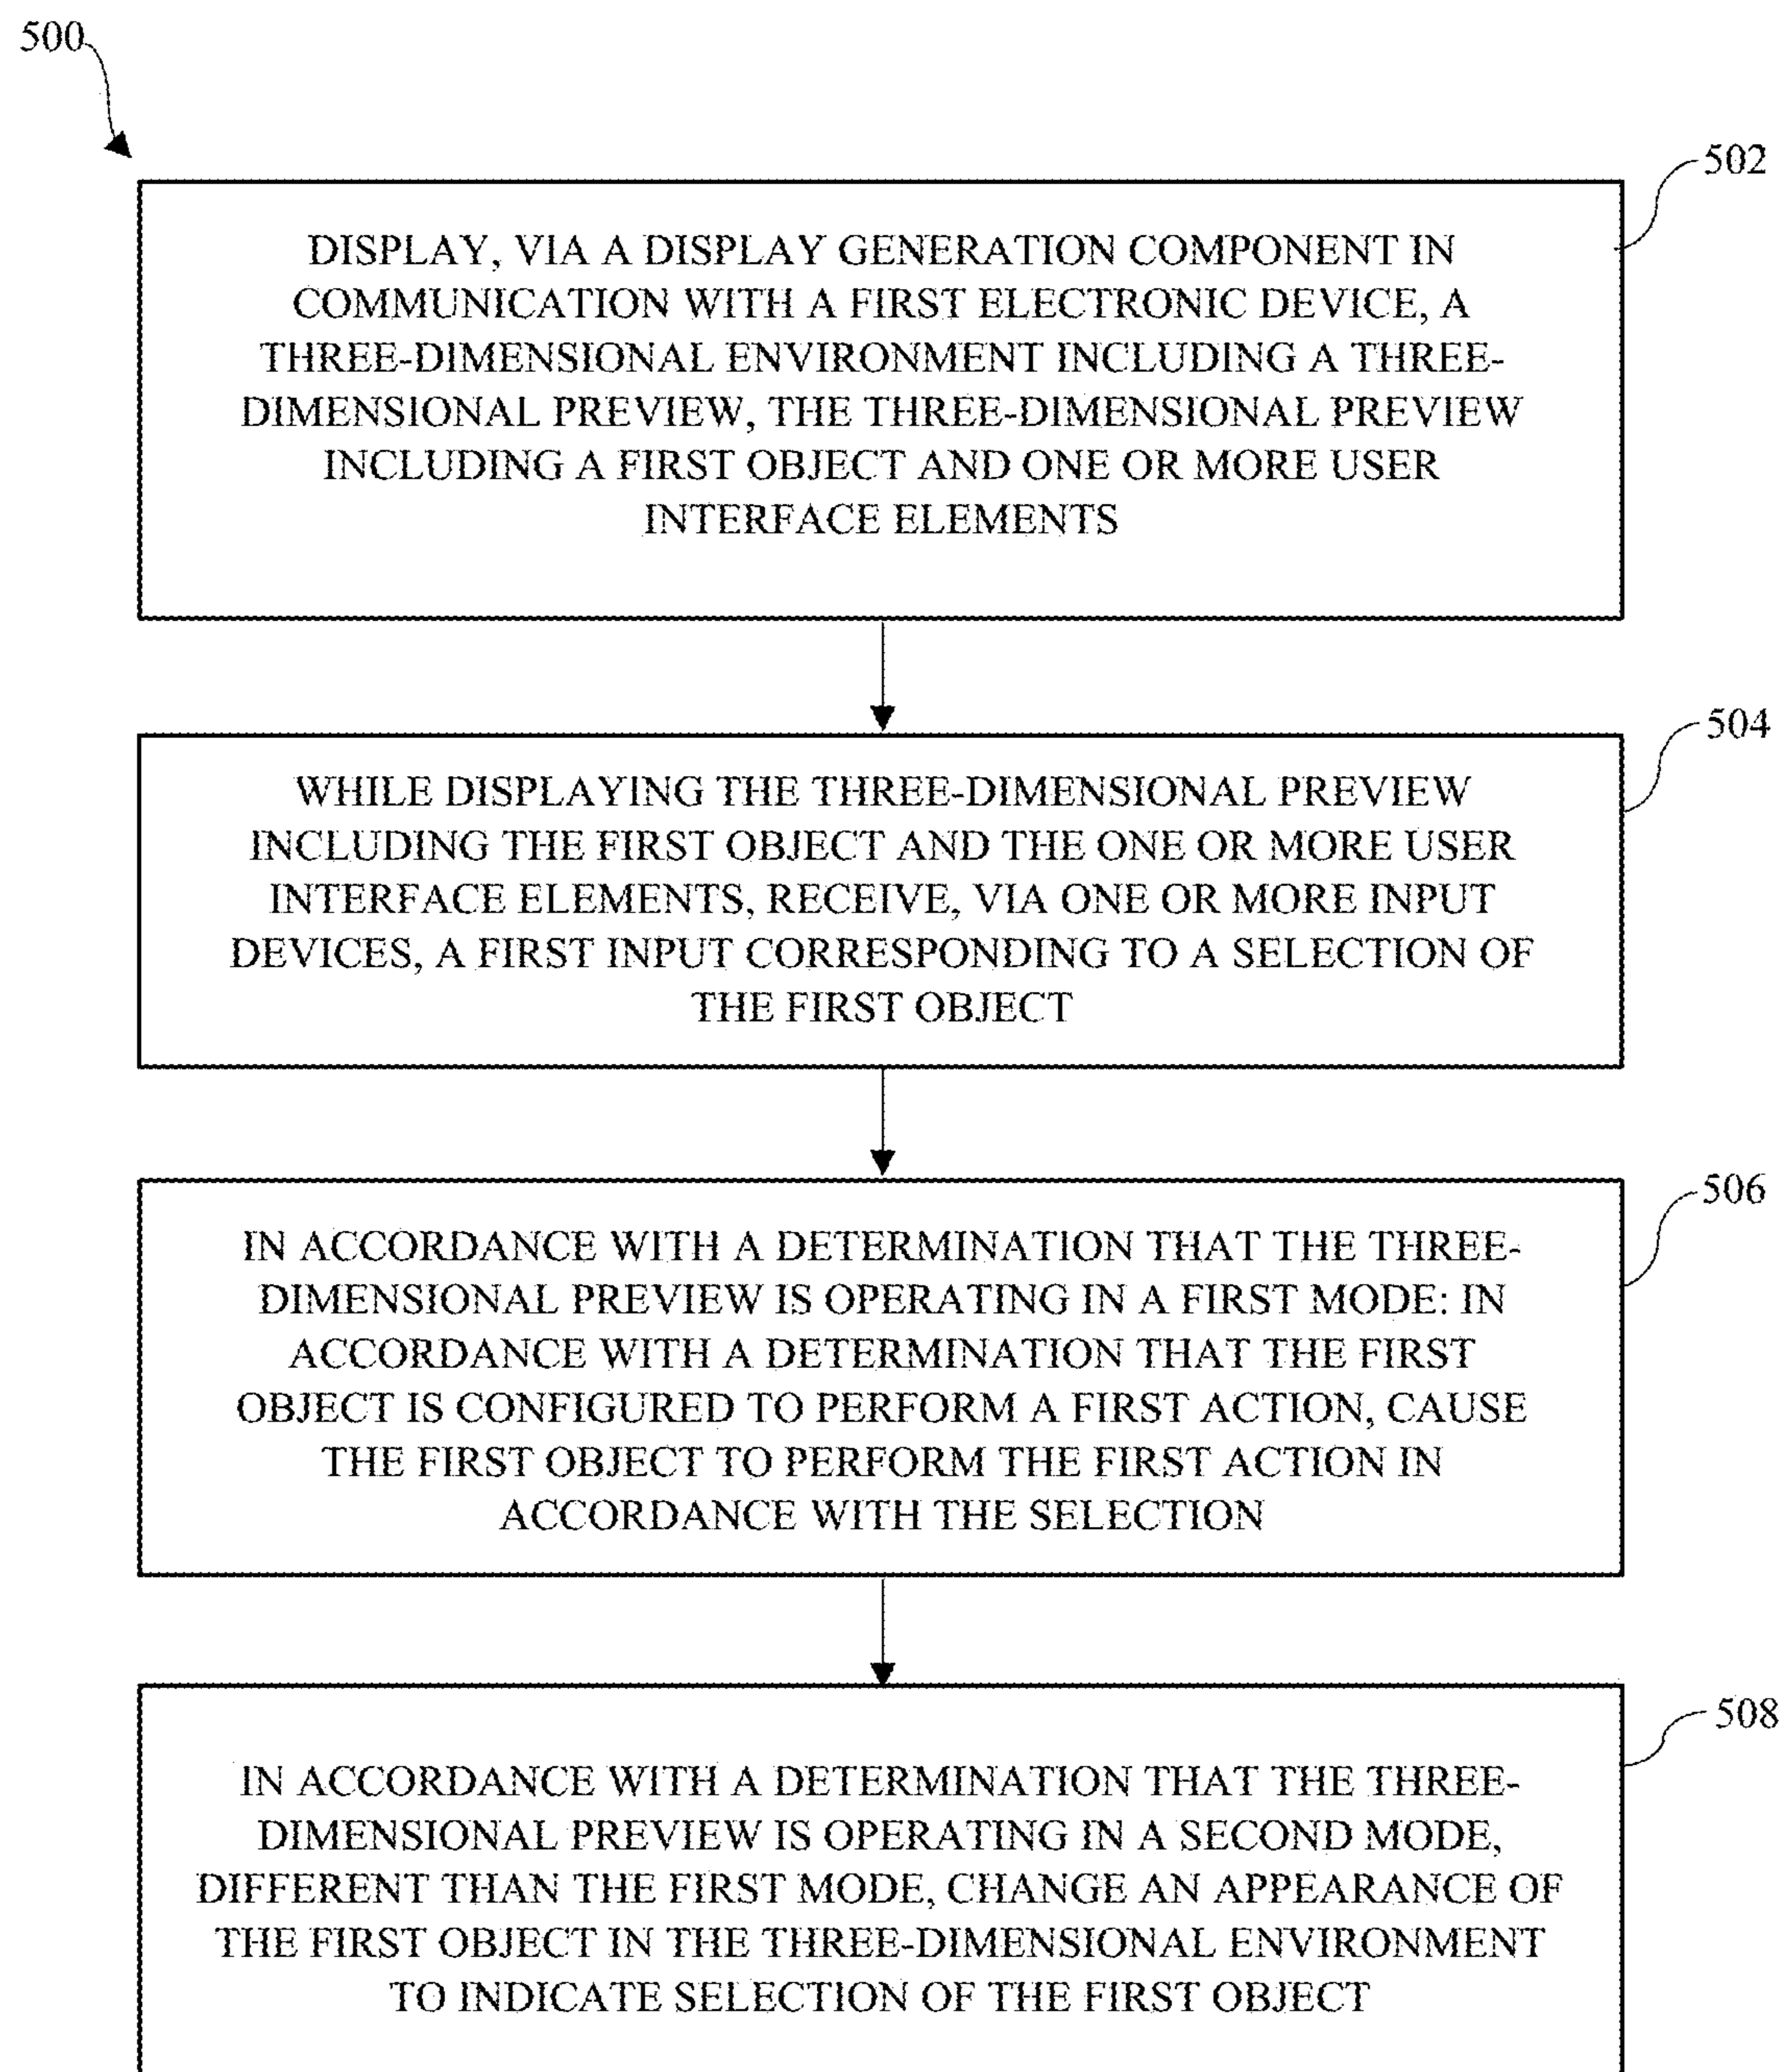 500
502
DISPLAY, VIA A DISPLAY GENERATION COMPONENT IN
COMMUNICATION WITH A FIRST ELECTRONIC DEVICE, A
THREE-DIMENSIONAL ENVIRONMENT INCLUDING A THREE-
DIMENSIONAL PREVIEW, THE THREE-DIMENSIONAL PREVIEW
INCLUDING A FIRST OBJECT AND ONE OR MORE USER
INTERFACE ELEMENTS
504
WHILE DISPLAYING THE THREE-DIMENSIONAL PREVIEW
INCLUDING THE FIRST OBJECT AND THE ONE OR MORE USER
INTERFACE ELEMENTS, RECEIVE, VIA ONE OR MORE INPUT
DEVICES, A FIRST INPUT CORRESPONDING TO A SELECTION OF
THE FIRST OBJECT
506
IN ACCORDANCE WITH A DETERMINATION THAT THE THREE-
DIMENSIONAL PREVIEW IS OPERATING IN A FIRST MODE: IN
ACCORDANCE WITH A DETERMINATION THAT THE FIRST
OBJECT IS CONFIGURED TO PERFORM A FIRST ACTION, CAUSE
THE FIRST OBJECT TO PERFORM THE FIRST ACTION IN
ACCORDANCE WITH THE SELECTION
508
IN ACCORDANCE WITH A DETERMINATION THAT THE THREE-
DIMENSIONAL PREVIEW IS OPERATING IN A SECOND MODE,
DIFFERENT THAN THE FIRST MODE, CHANGE AN APPEARANCE OF
THE FIRST OBJECT IN THE THREE-DIMENSIONAL ENVIRONMENT
TO INDICATE SELECTION OF THE FIRST OBJECT